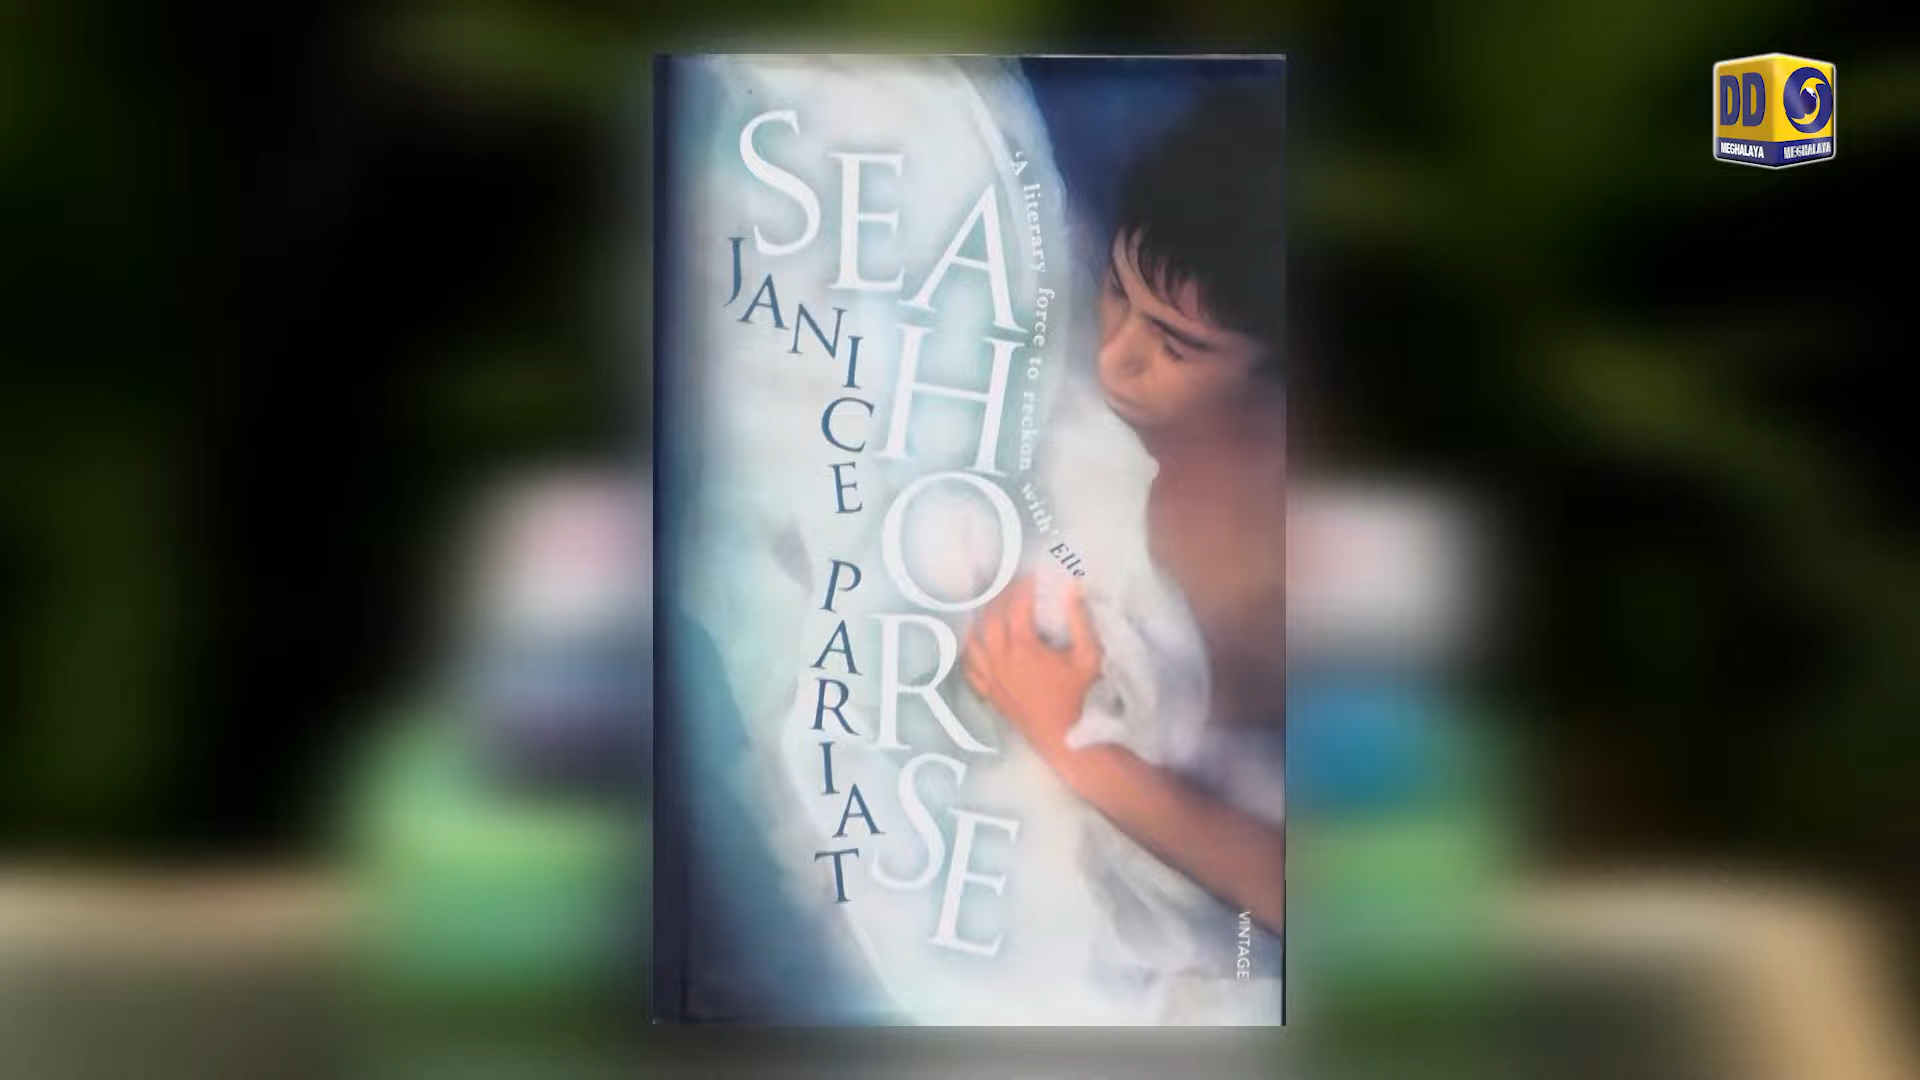 SEAHORSE
JANICE PARIAT
'A literary force to reckon with' Elle
VINTAGE
DD
MEGHALAYA
MEGHALAYA